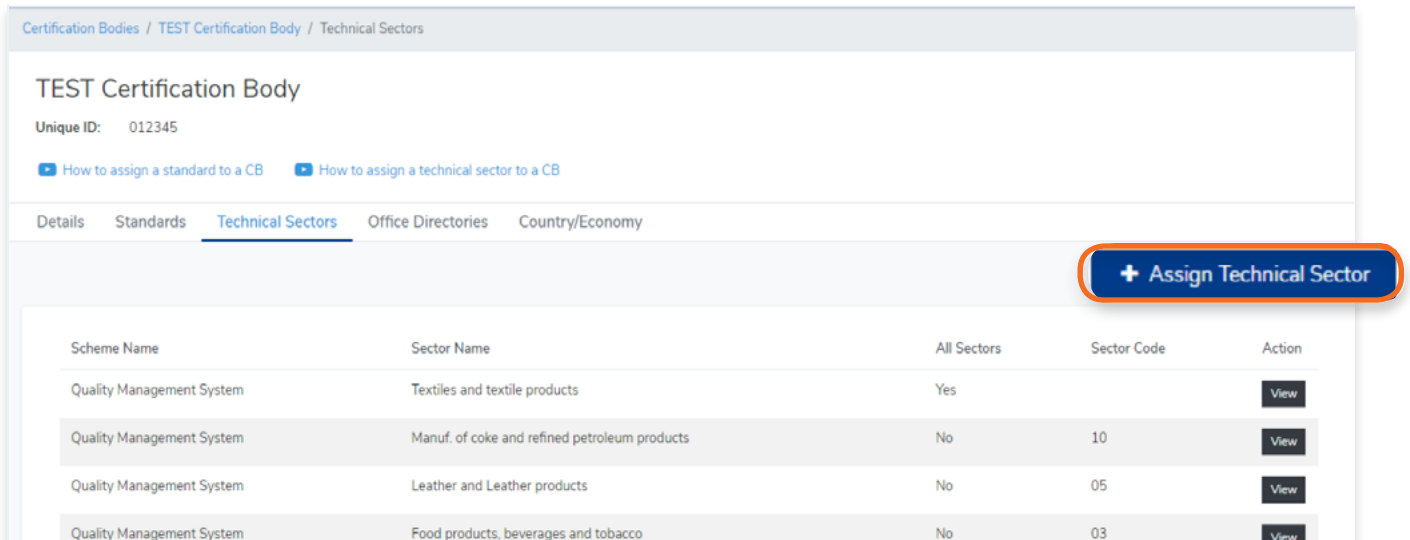 Certification Bodies / TEST Certification Body / Technical Sectors
TEST Certification Body
Unique ID: 012345
How to assign a standard to a CB How to assign a technical sector to a CB
Details Standards Technical Sectors Office Directories Country/Economy
+ Assign Technical Sector
Scheme Name Sector Name All Sectors Sector Code Action
Quality Management System Textiles and textile products Yes View
Quality Management System Manuf. of coke and refined petroleum products No 10 View
Quality Management System Leather and Leather products No 05 View
Quality Management System Food products, beverages and tobacco No 03 View